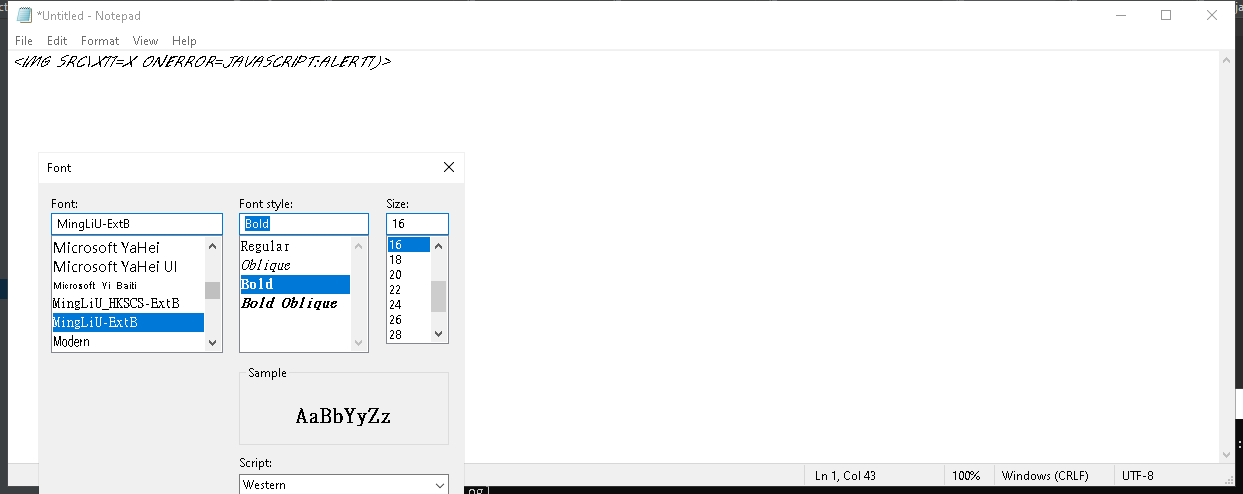 *Untitled - Notepad
File Edit Format View Help
<IMG SRC\XTT=X ONERROR=JAVASCRIPT:ALERTT)>
Font
Font: Font style: Size:
MingLiU-ExtB Bold 16
Microsoft YaHei Regular 16
Microsoft YaHei UI Oblique 18
Microsoft Yi Baiti Bold 20
MingLiU_HKSCS-ExtB Bold Oblique 22
MingLiU-ExtB 24
Modern 26
28
Sample
AaBbYyZz
Script:
Western
Ln 1, Col 43 100% Windows (CRLF) UTF-8